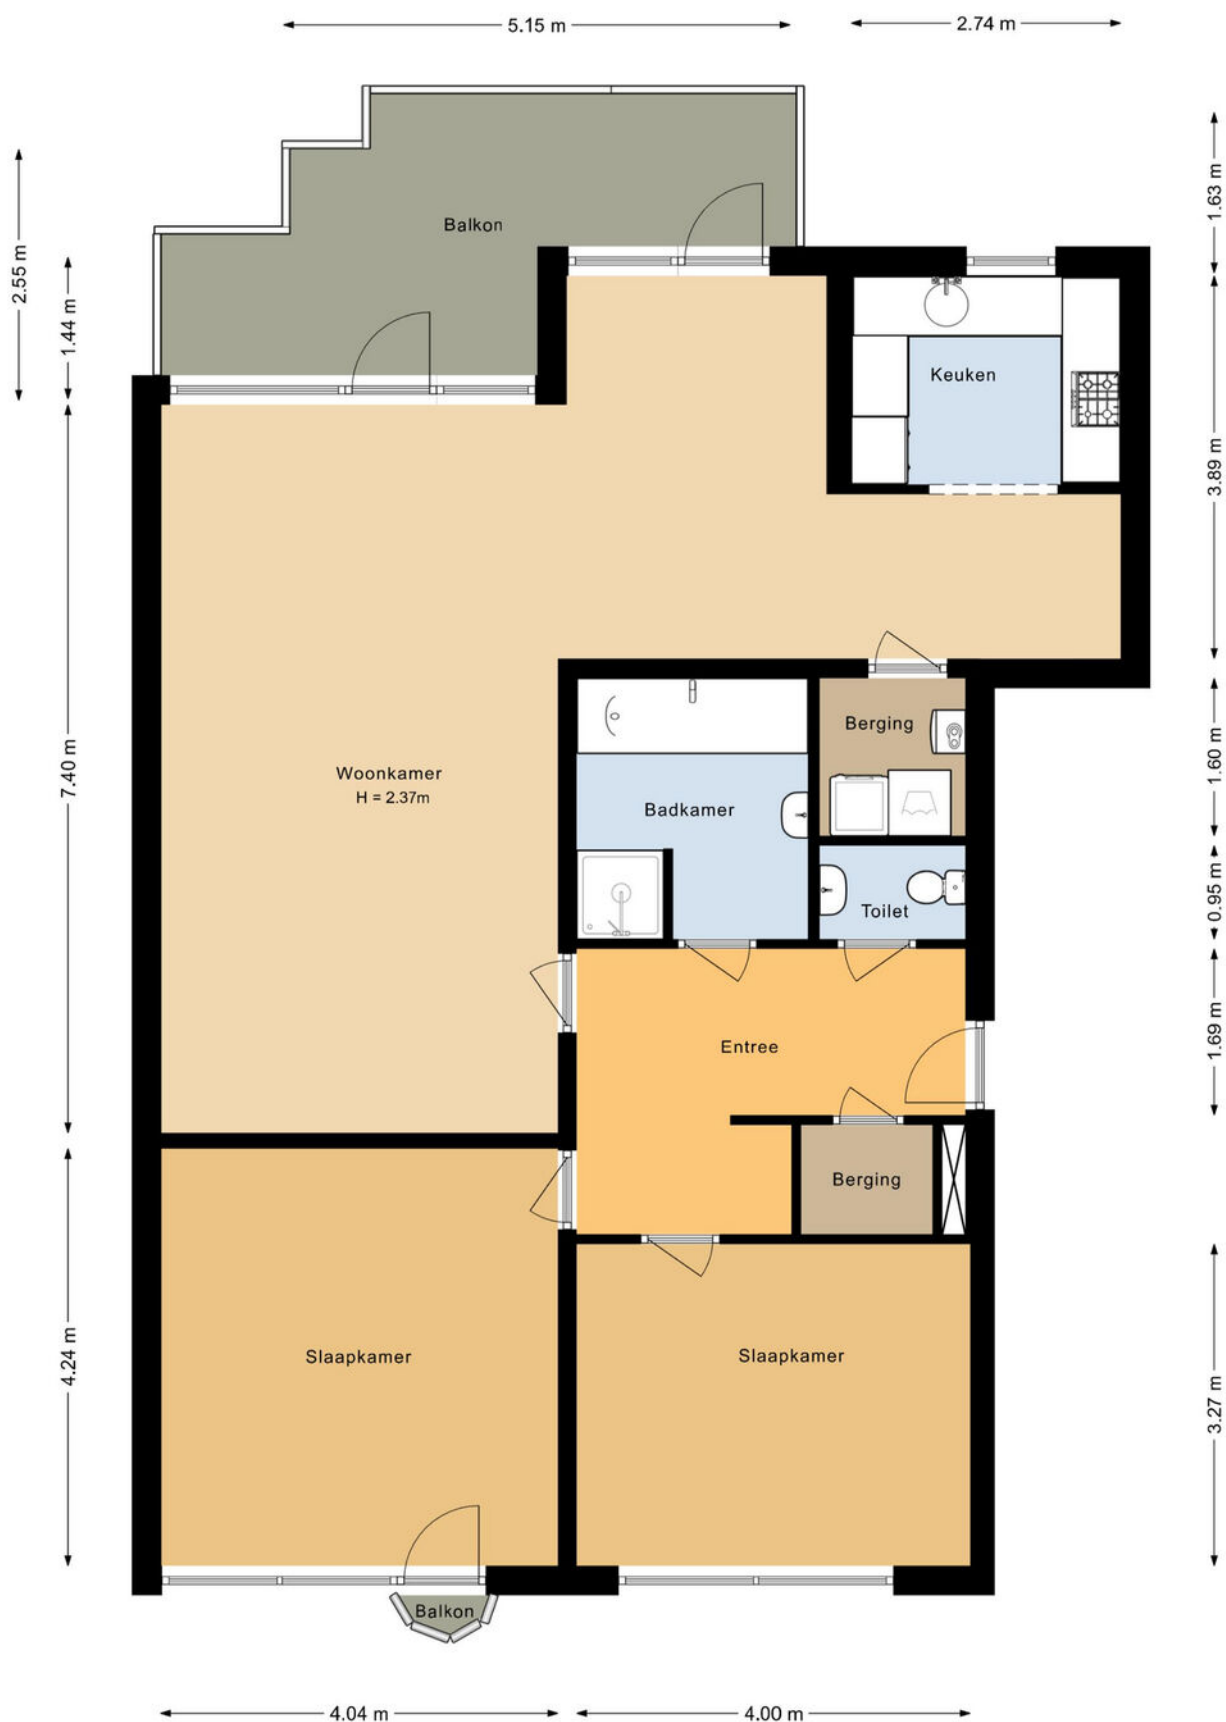 5.15 m
2.74 m
2.55 m
1.44 m
1.63 m
Balkon
Keuken
3.89 m
7.40 m
Woonkamer
H = 2.37m
Badkamer
Berging
1.60 m
Toilet
0.95 m
Entree
1.69 m
Berging
4.24 m
Slaapkamer
Slaapkamer
3.27 m
Balkon
4.04 m
4.00 m